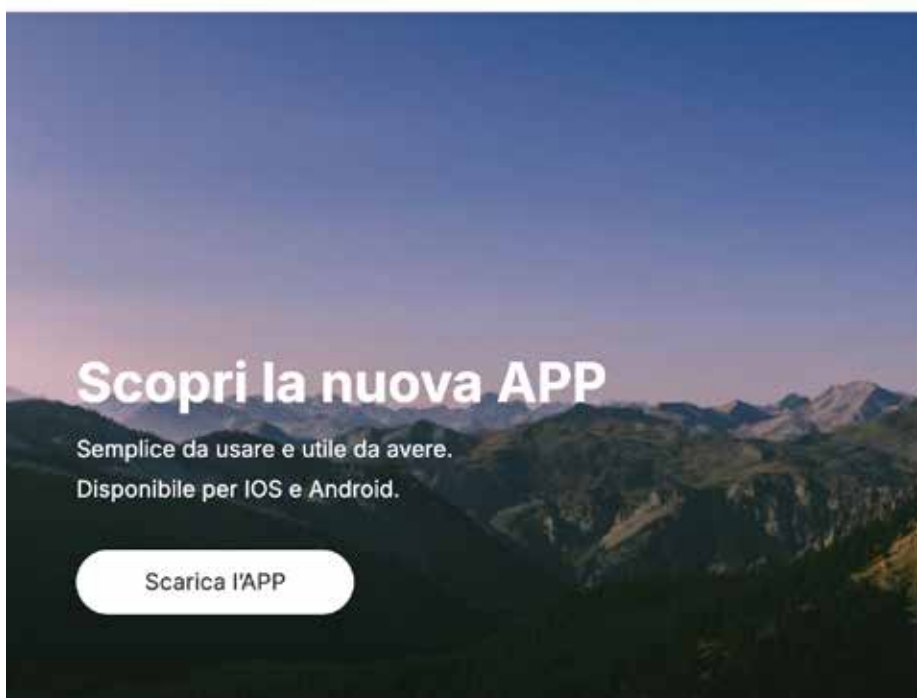 Scopri la nuova APP
Semplice da usare e utile da avere.
Disponibile per IOS e Android.
Scarica l'APP